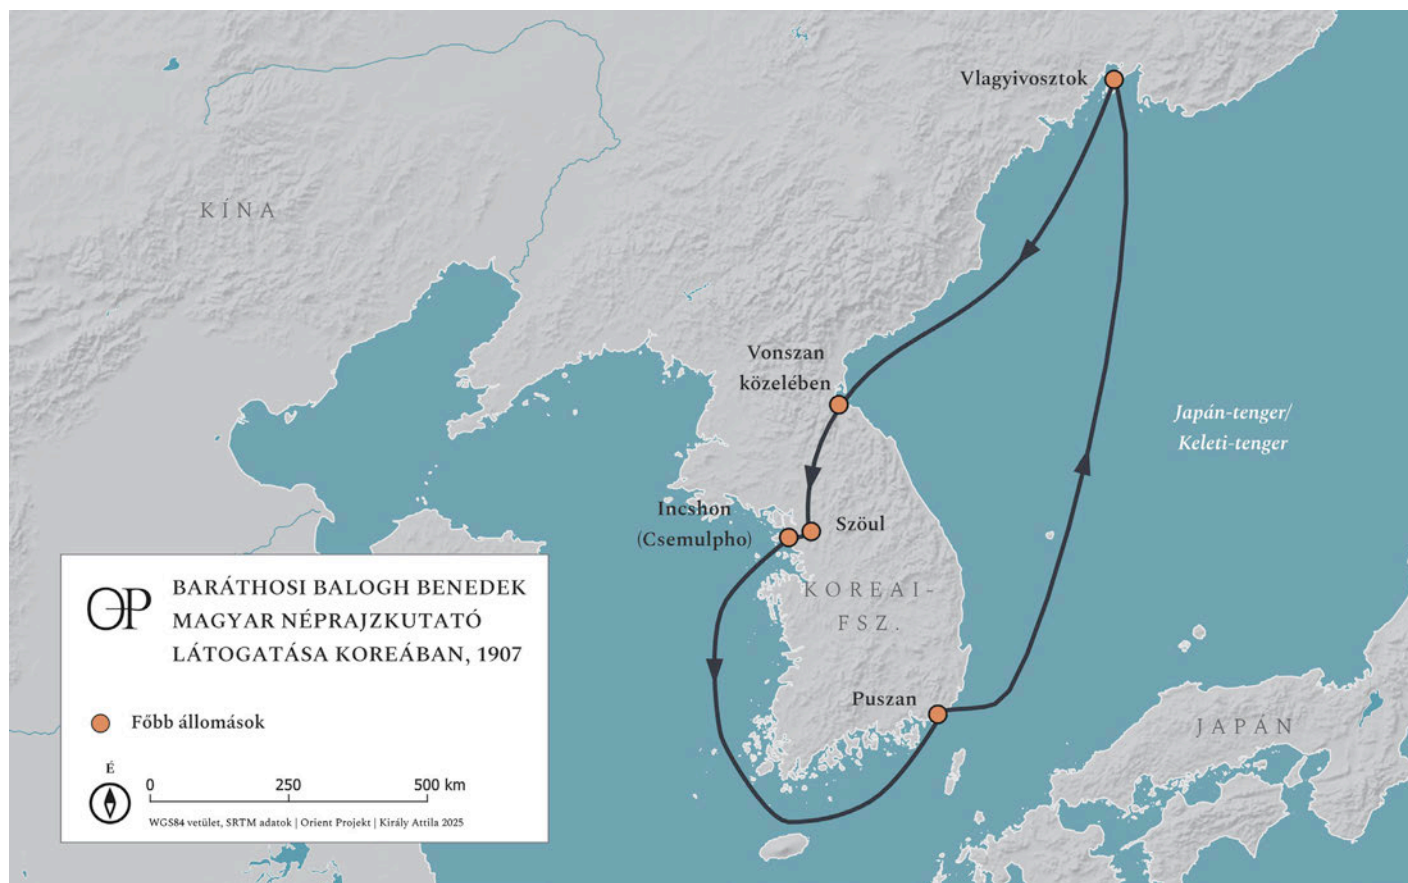 Vlagyivosztok
KÍNA
Vonszan
közelében
Japán-tenger/
Keleti-tenger
Incshon
(Csemulpho)
Szöul
KOREAI-
FSZ.
Puszan
JAPÁN
OP
BARÁTHOSI BALOGH BENEDEK
MAGYAR NÉPRAJZKUTATÓ
LÁTOGATÁSA KOREÁBAN, 1907
Főbb állomások
É
0 250 500 km
WGS84 vetület, SRTM adatok | Orient Projekt | Király Attila 2025